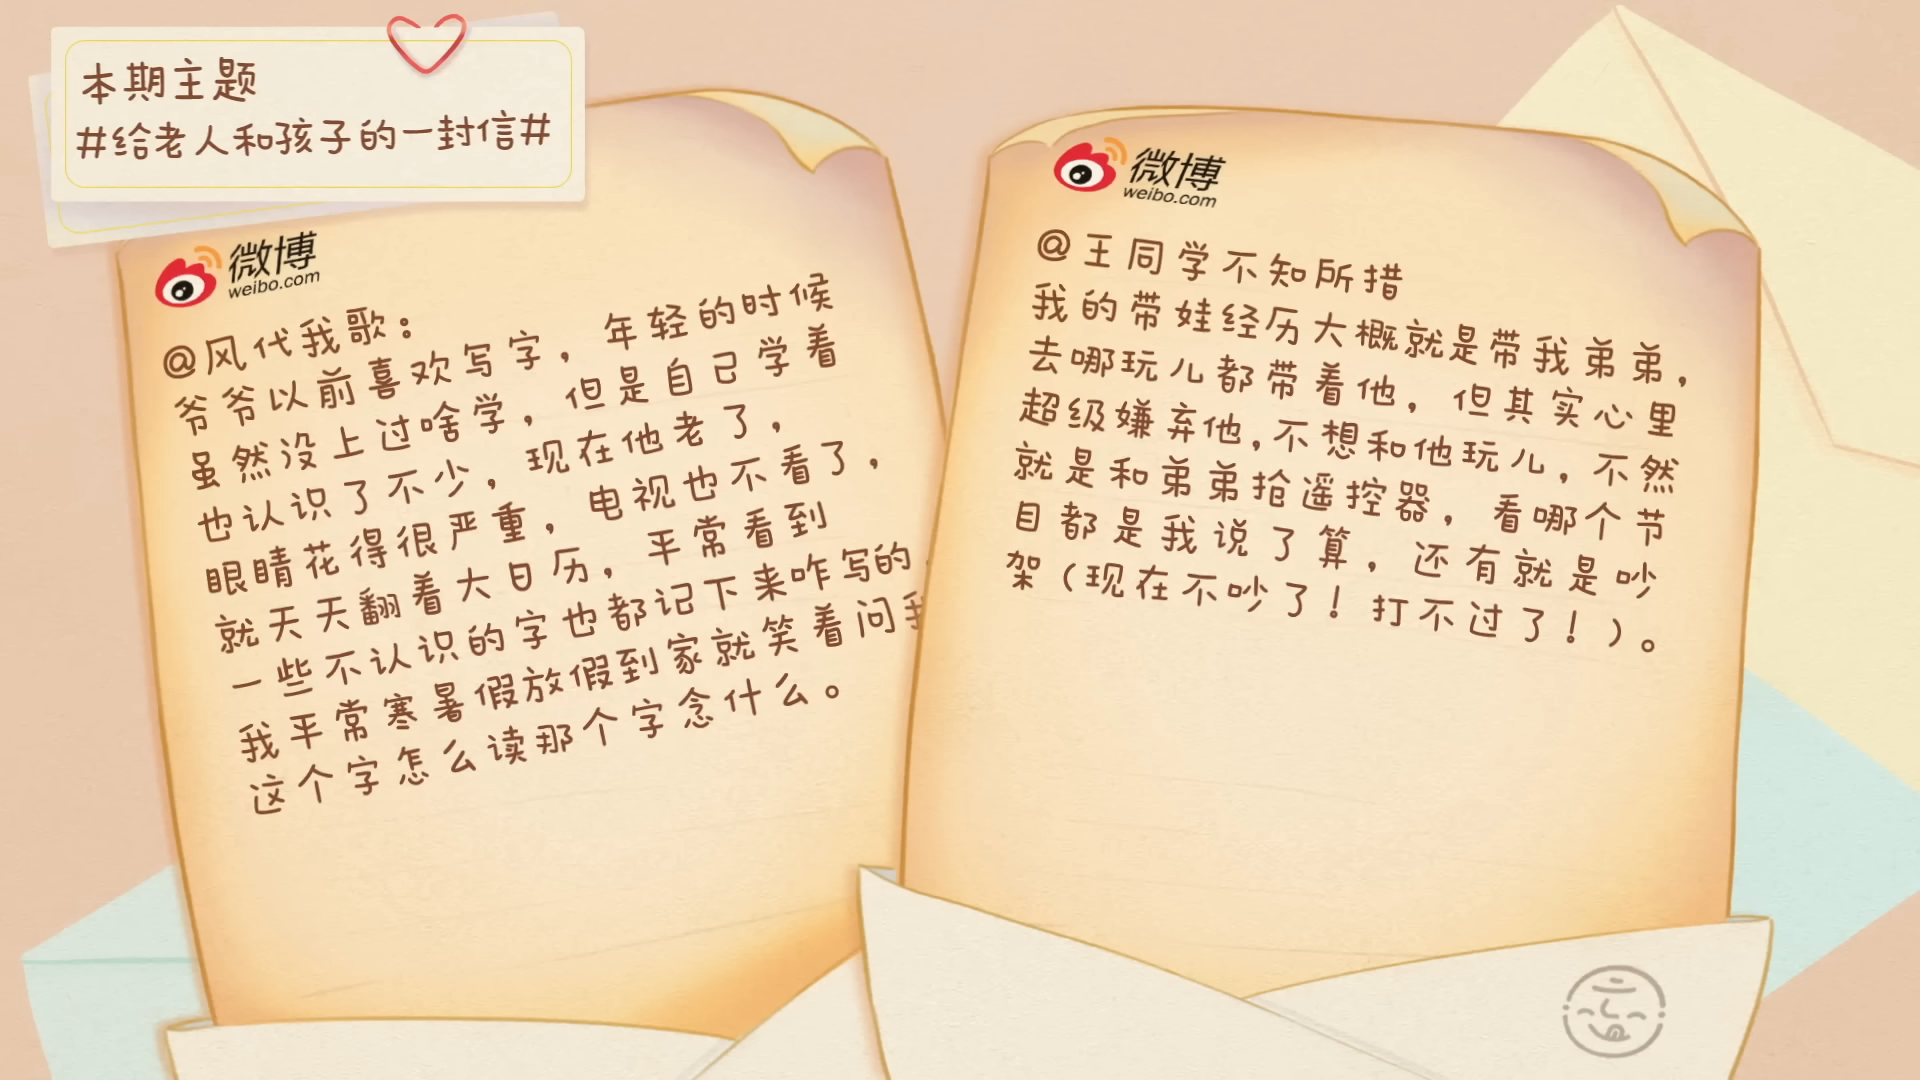 本期主题
#给老人和孩子的一封信#
微博
weibo.com
@风代我歌：
爷爷以前喜欢写字，年轻的时候
虽然没上过啥学，但是自己学着
也认识了不少，现在他老了，
眼睛花得很严重，电视也不看了，
就天天翻着大日历，平常看到
一些不认识的字也都记下来咋写的，
我平常寒暑假放假到家就笑着问我
这个字怎么读那个字念什么。
微博
weibo.com
@王同学不知所措
我的带娃经历大概就是带我弟弟，
去哪玩儿都带着他，但其实心里
超级嫌弃他，不想和他玩儿，不然
就是和弟弟抢遥控器，看哪个节
目都是我说了算，还有就是吵
架（现在不吵了！打不过了！）。